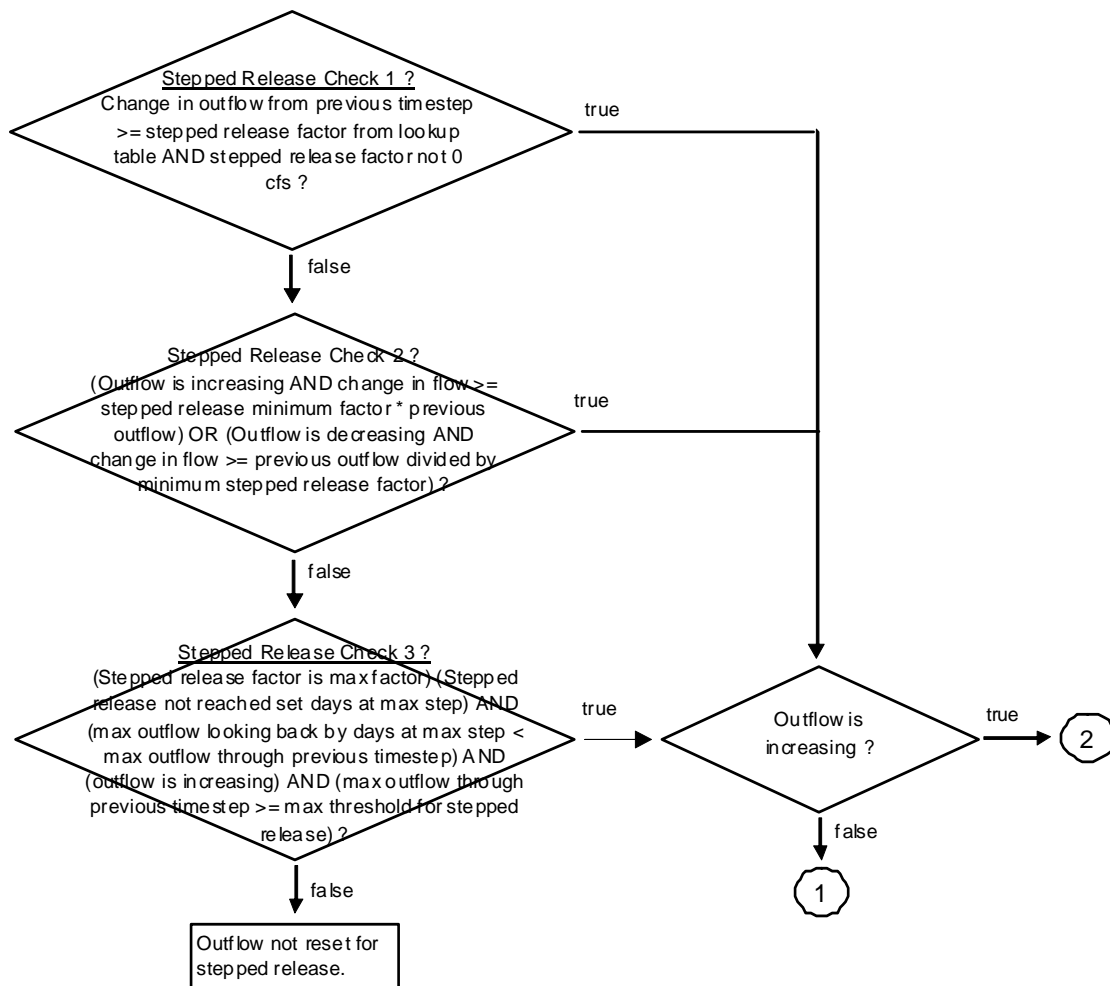 Stepped Release Check 1 ?
Change in outflow from previous timestep
>= stepped release factor from lookup
table AND stepped release factor not 0
cfs ?
true
false
Stepped Release Check 2 ?
(Outflow is increasing AND change in flow >=
stepped release minimum factor * previous
outflow) OR (Outflow is decreasing AND
change in flow >= previous outflow divided by
minimum stepped release factor) ?
true
false
Stepped Release Check 3 ?
(Stepped release factor is max factor) (Stepped
release not reached set days at max step) AND
(max outflow looking back by days at max step <
max outflow through previous timestep) AND
(outflow is increasing) AND (max outflow through
previous timestep >= max threshold for stepped
release) ?
true
Outflow is
increasing ?
true
2
false
1
false
Outflow not reset for
stepped release.